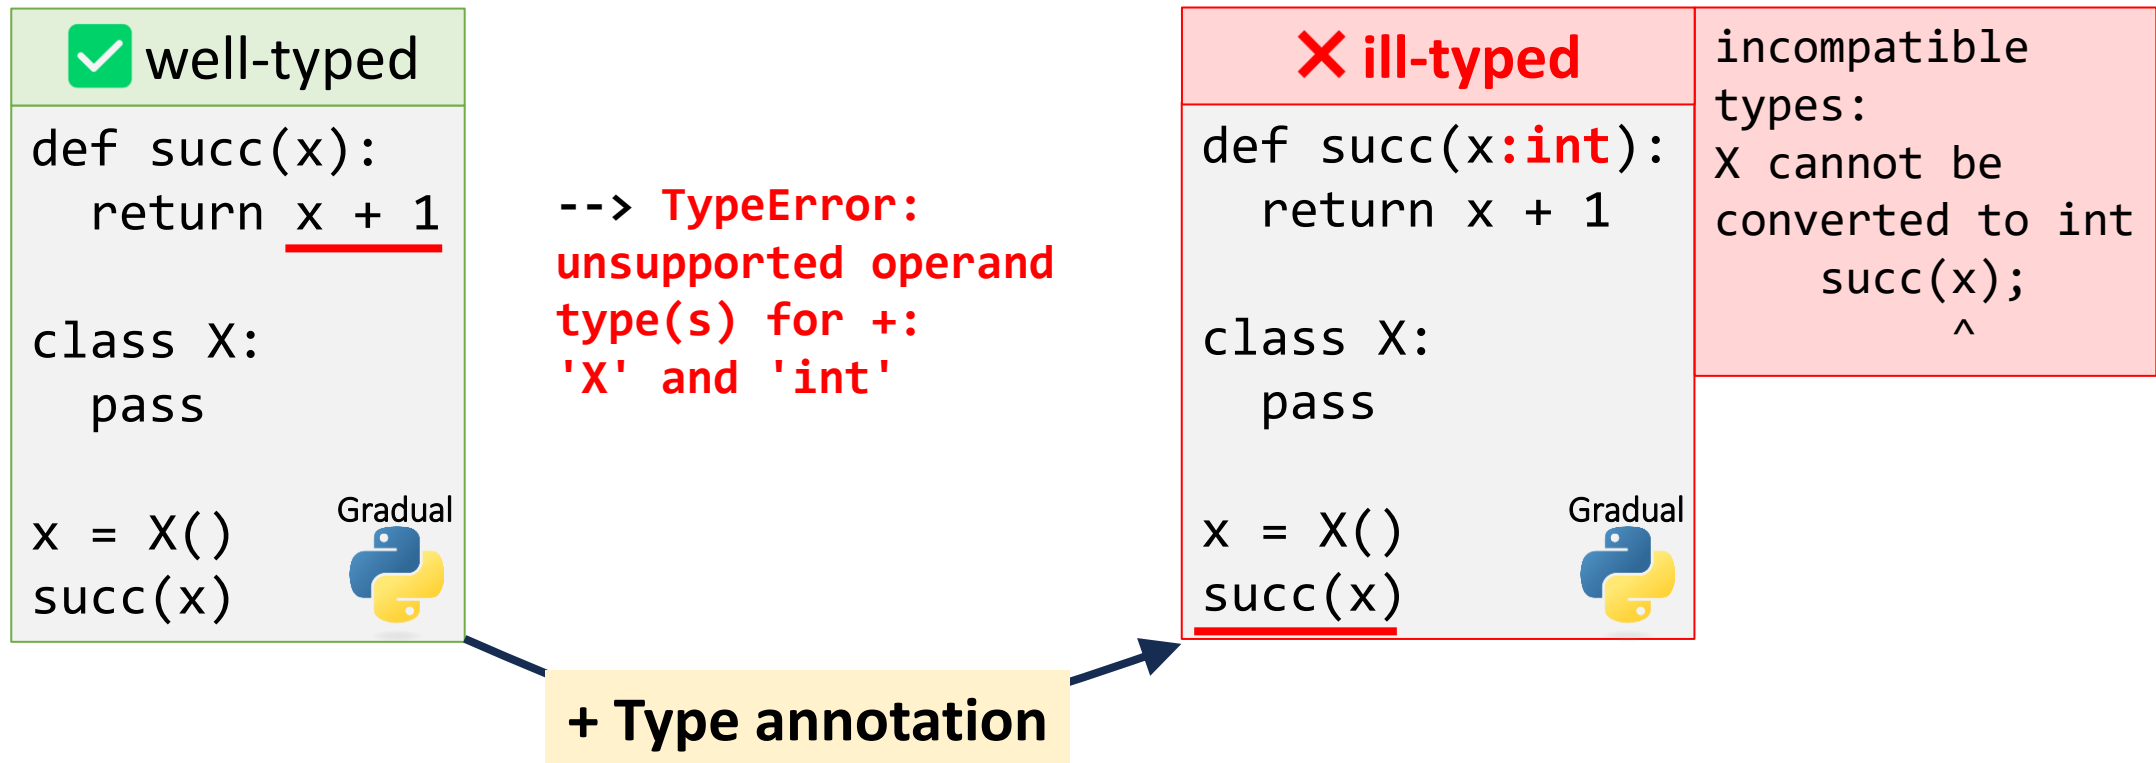 ✅ well-typed
def succ(x):
  return x + 1
class X:
  pass
x = X()
succ(x)
Gradual
--> TypeError:
unsupported operand
type(s) for +:
'X' and 'int'
+ Type annotation
❌ ill-typed
def succ(x:int):
  return x + 1
class X:
  pass
x = X()
succ(x)
Gradual
incompatible
types:
X cannot be
converted to int
    succ(x);
         ^